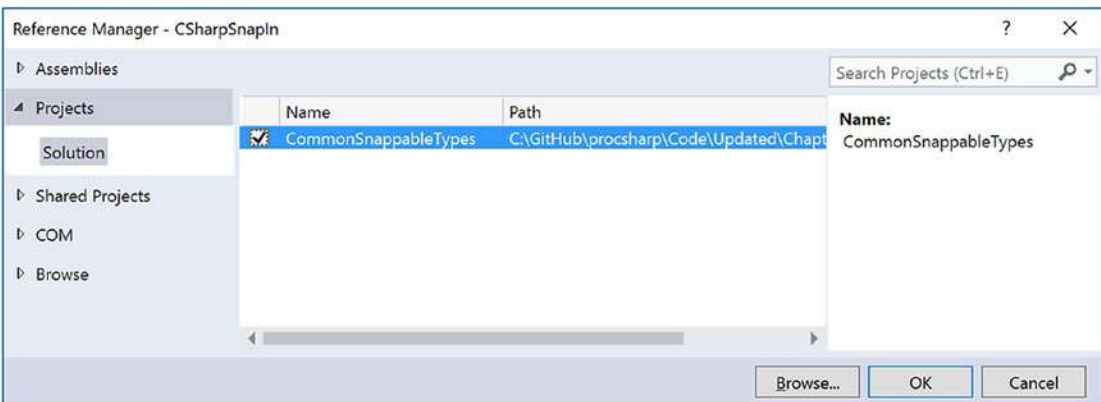 Reference Manager - CSharpSnapIn ? ×
Assemblies
Search Projects (Ctrl+E)
Projects
Name Path
Name:
CommonSnappableTypes C:\GitHub\procsharp\Code\Updated\Chapt
CommonSnappableTypes
Solution
Shared Projects
COM
Browse
Browse... OK Cancel